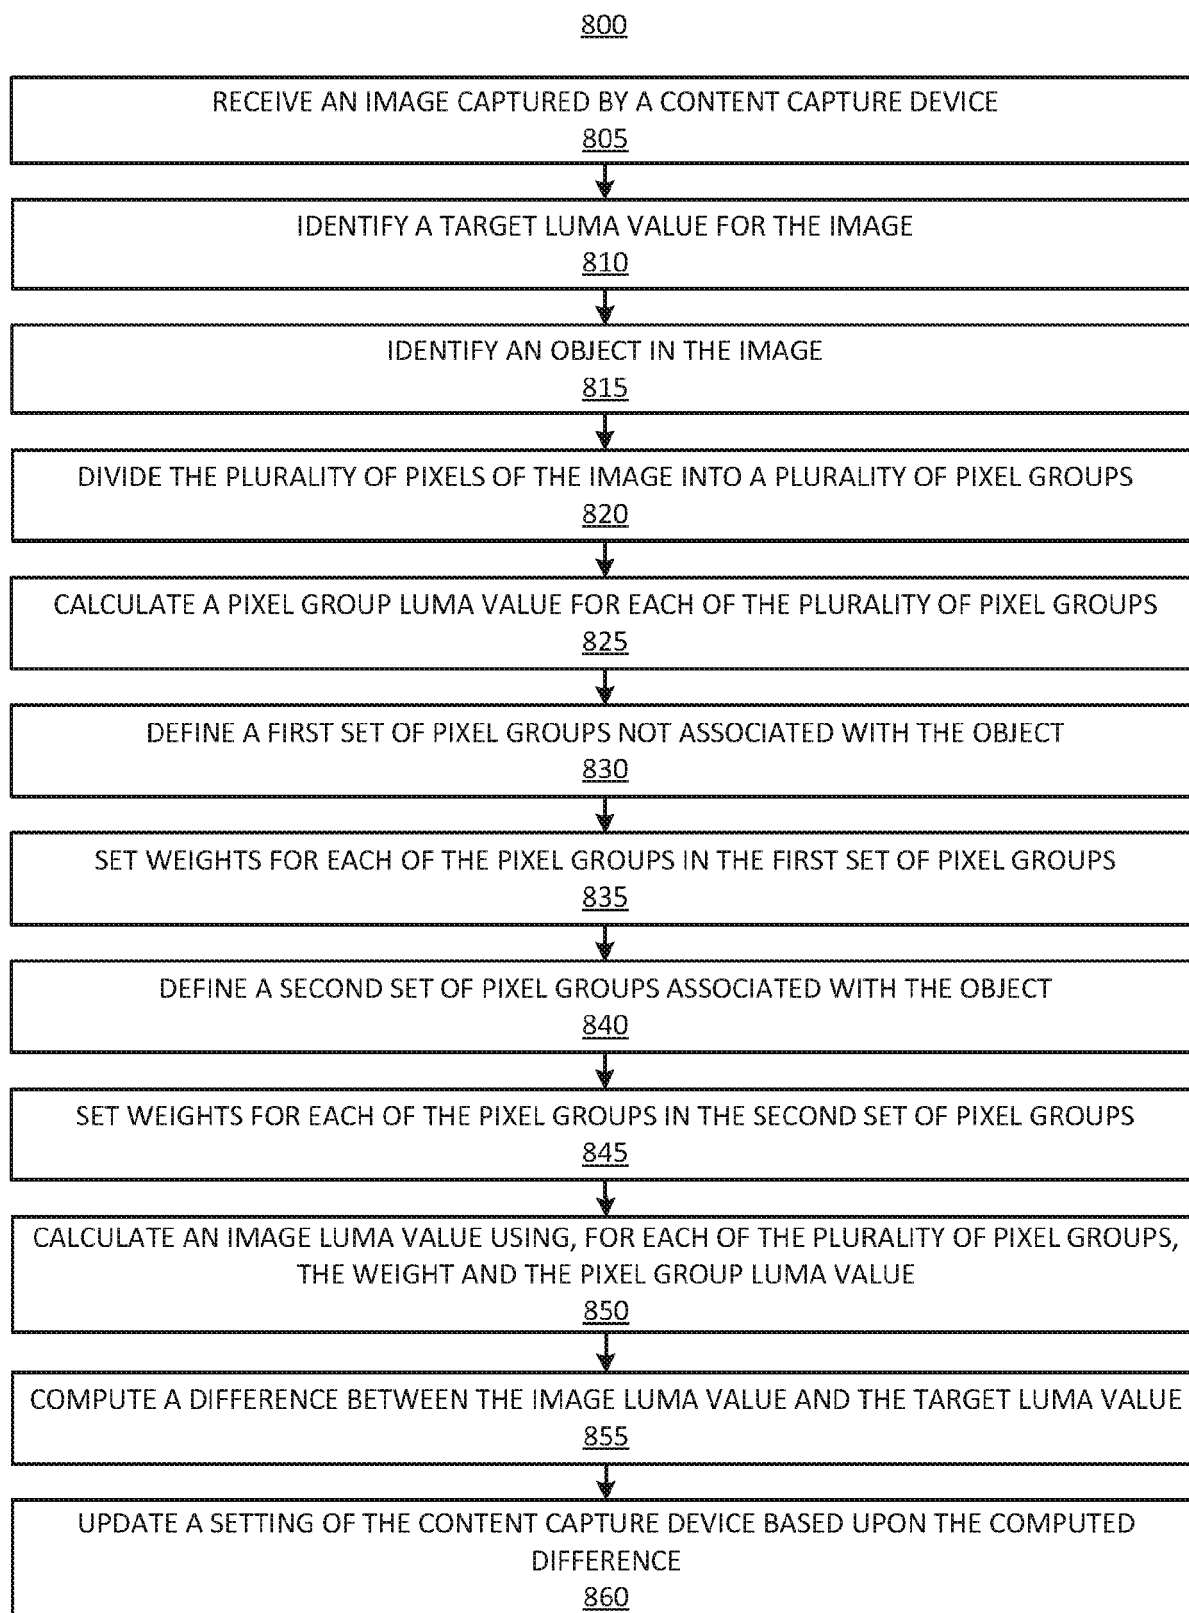 800
RECEIVE AN IMAGE CAPTURED BY A CONTENT CAPTURE DEVICE
805
IDENTIFY A TARGET LUMA VALUE FOR THE IMAGE
810
IDENTIFY AN OBJECT IN THE IMAGE
815
DIVIDE THE PLURALITY OF PIXELS OF THE IMAGE INTO A PLURALITY OF PIXEL GROUPS
820
CALCULATE A PIXEL GROUP LUMA VALUE FOR EACH OF THE PLURALITY OF PIXEL GROUPS
825
DEFINE A FIRST SET OF PIXEL GROUPS NOT ASSOCIATED WITH THE OBJECT
830
SET WEIGHTS FOR EACH OF THE PIXEL GROUPS IN THE FIRST SET OF PIXEL GROUPS
835
DEFINE A SECOND SET OF PIXEL GROUPS ASSOCIATED WITH THE OBJECT
840
SET WEIGHTS FOR EACH OF THE PIXEL GROUPS IN THE SECOND SET OF PIXEL GROUPS
845
CALCULATE AN IMAGE LUMA VALUE USING, FOR EACH OF THE PLURALITY OF PIXEL GROUPS,
THE WEIGHT AND THE PIXEL GROUP LUMA VALUE
850
COMPUTE A DIFFERENCE BETWEEN THE IMAGE LUMA VALUE AND THE TARGET LUMA VALUE
855
UPDATE A SETTING OF THE CONTENT CAPTURE DEVICE BASED UPON THE COMPUTED
DIFFERENCE
860